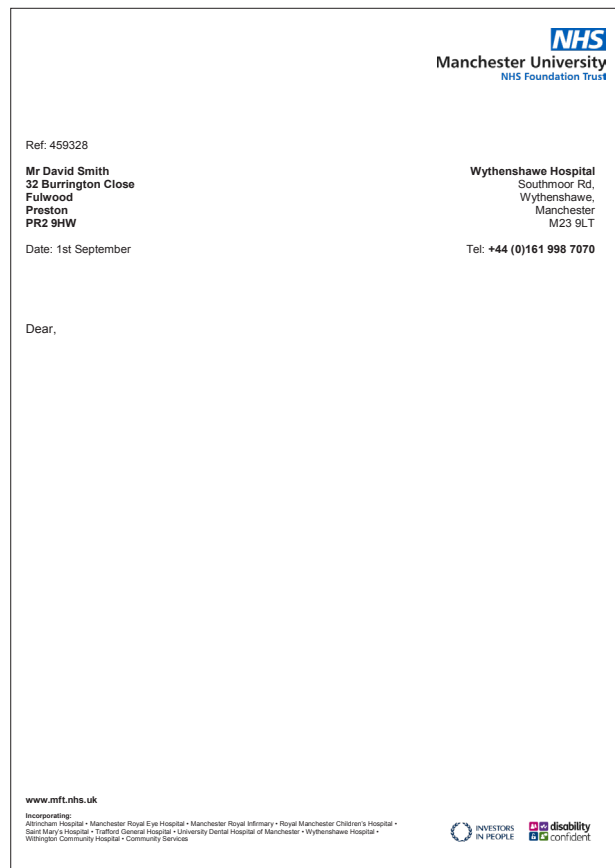 NHS
Manchester University
NHS Foundation Trust
Ref: 459328
Mr David Smith
32 Burrington Close
Fulwood
Preston
PR2 9HW
Date: 1st September
Wythenshawe Hospital
Southmoor Rd,
Wythenshawe,
Manchester
M23 9LT
Tel: +44 (0)161 998 7070
Dear,
www.mft.nhs.uk
Incorporating:
Altrincham Hospital • Manchester Royal Eye Hospital • Manchester Royal Infirmary • Royal Manchester Children's Hospital •
Saint Mary's Hospital • Trafford General Hospital • University Dental Hospital of Manchester • Wythenshawe Hospital •
Withington Community Hospital • Community Services
INVESTORS
IN PEOPLE
disability
confident